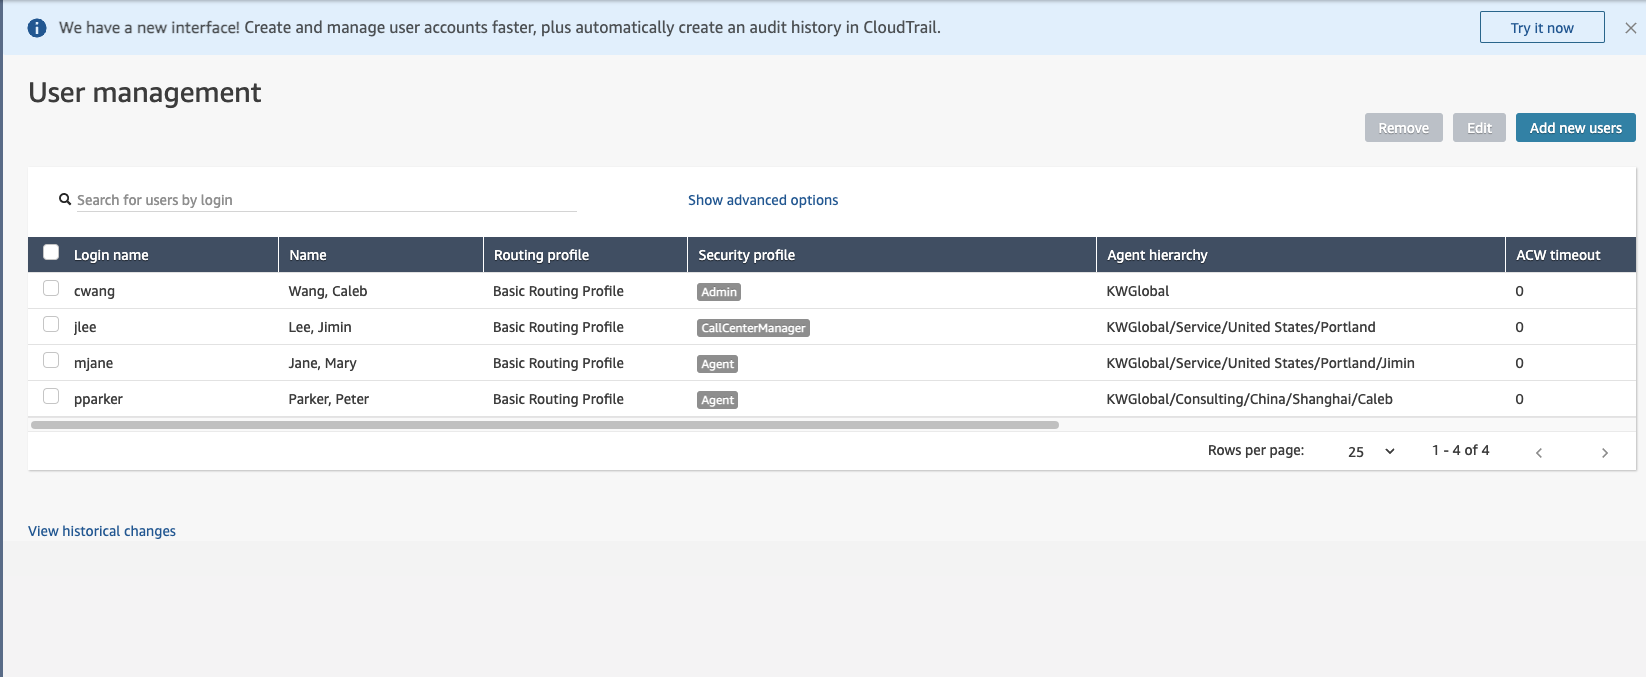 We have a new interface! Create and manage user accounts faster, plus automatically create an audit history in CloudTrail.
Try it now
User management
Remove
Edit
Add new users
Search for users by login
Show advanced options
Login name Name Routing profile Security profile Agent hierarchy ACW timeout
cwang Wang, Caleb Basic Routing Profile Admin KWGlobal 0
jlee Lee, Jimin Basic Routing Profile CallCenterManager KWGlobal/Service/United States/Portland 0
mjane Jane, Mary Basic Routing Profile Agent KWGlobal/Service/United States/Portland/Jimin 0
pparker Parker, Peter Basic Routing Profile Agent KWGlobal/Consulting/China/Shanghai/Caleb 0
Rows per page: 25 1 - 4 of 4
View historical changes